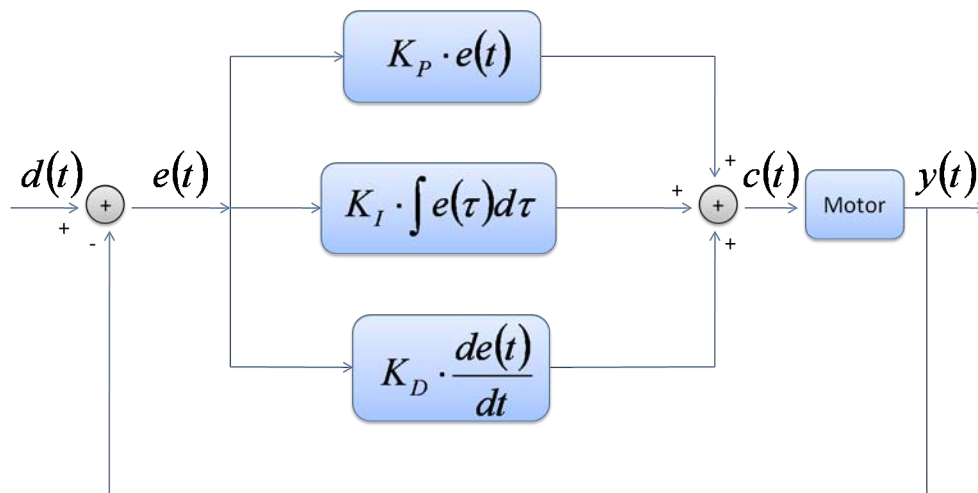 K_P · e(t)
d(t)
e(t)
+
-
+
K_I · ∫ e(τ)dτ
+
+
+
+
c(t)
Motor
y(t)
K_D · de(t)/dt